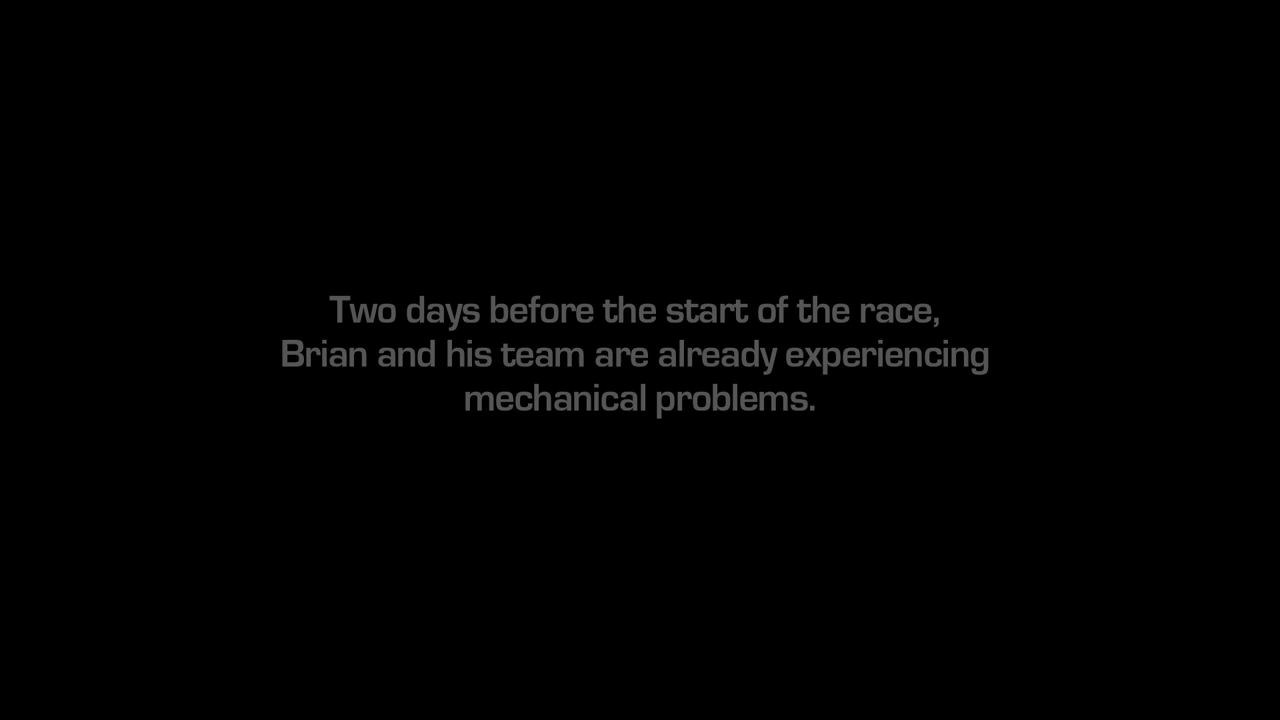 Two days before the start of the race,
Brian and his team are already experiencing
mechanical problems.